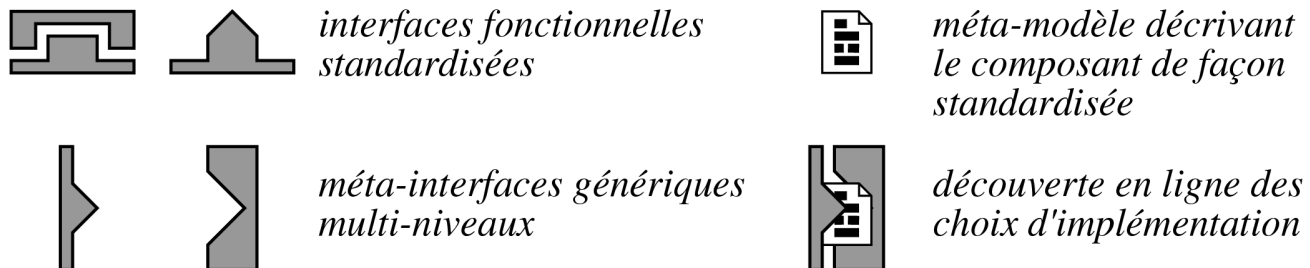 interfaces fonctionnelles
standardisées
méta-modèle décrivant
le composant de façon
standardisée
méta-interfaces génériques
multi-niveaux
découverte en ligne des
choix d'implémentation